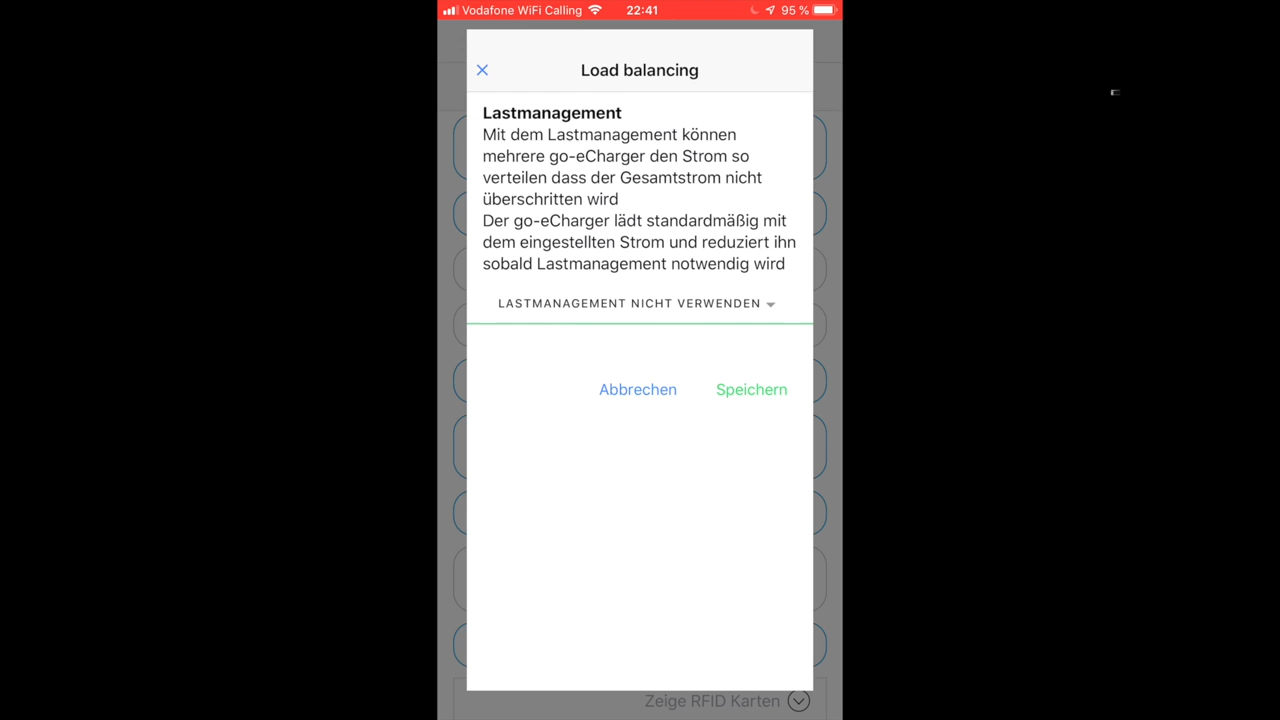 Vodafone WiFi Calling 22:41 95 %
Load balancing
Lastmanagement
Mit dem Lastmanagement können
mehrere go-eCharger den Strom so
verteilen dass der Gesamtstrom nicht
überschritten wird
Der go-eCharger lädt standardmäßig mit
dem eingestellten Strom und reduziert ihn
sobald Lastmanagement notwendig wird
LASTMANAGEMENT NICHT VERWENDEN
Abbrechen Speichern
Zeige RFID Karten